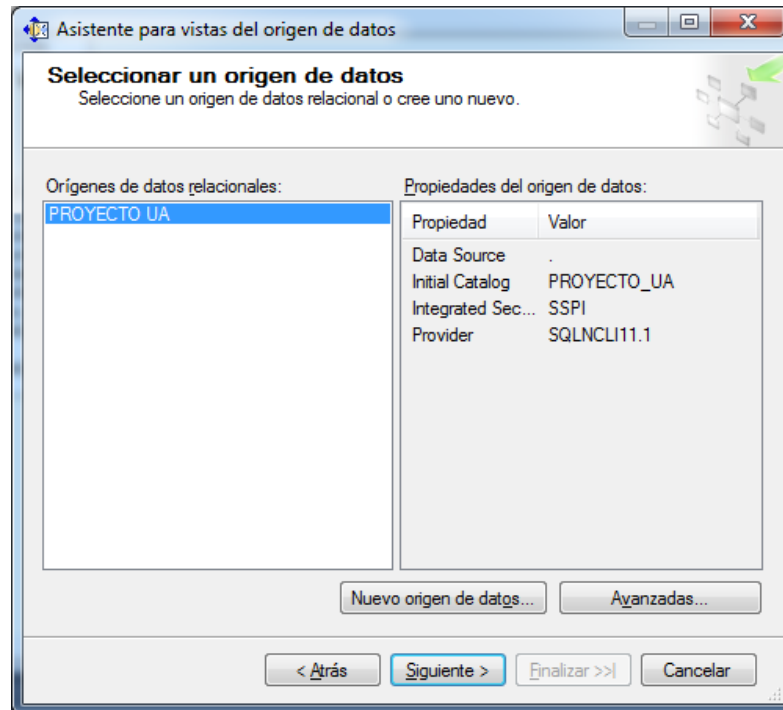 Asistente para vistas del origen de datos
Seleccionar un origen de datos
Seleccione un origen de datos relacional o cree uno nuevo.
Orígenes de datos relacionales:
PROYECTO UA
Propiedades del origen de datos:
Propiedad Valor
Data Source .
Initial Catalog PROYECTO_UA
Integrated Sec... SSPI
Provider SQLNCLI11.1
Nuevo origen de datos... Avanzadas...
< Atrás Siguiente > Finalizar >>| Cancelar